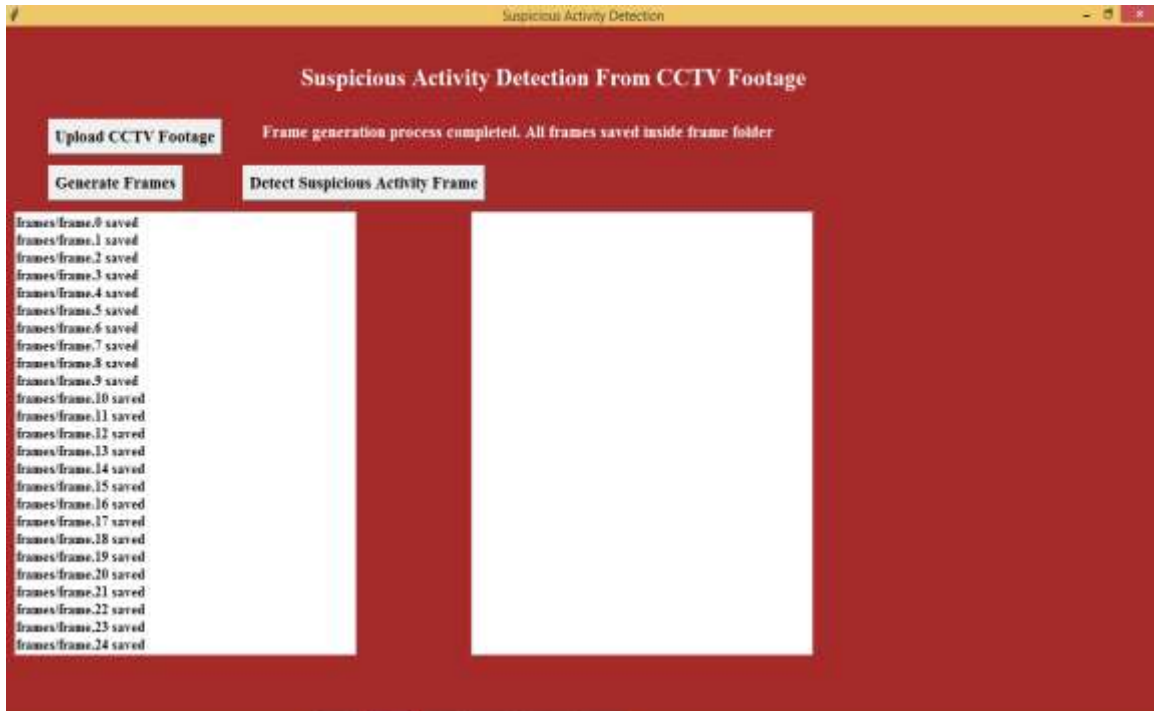 Suspicious Activity Detection
Suspicious Activity Detection From CCTV Footage
Upload CCTV Footage
Frame generation process completed. All frames saved inside frame folder
Generate Frames
Detect Suspicious Activity Frame
frames/frame.0 saved
frames/frame.1 saved
frames/frame.2 saved
frames/frame.3 saved
frames/frame.4 saved
frames/frame.5 saved
frames/frame.6 saved
frames/frame.7 saved
frames/frame.8 saved
frames/frame.9 saved
frames/frame.10 saved
frames/frame.11 saved
frames/frame.12 saved
frames/frame.13 saved
frames/frame.14 saved
frames/frame.15 saved
frames/frame.16 saved
frames/frame.17 saved
frames/frame.18 saved
frames/frame.19 saved
frames/frame.20 saved
frames/frame.21 saved
frames/frame.22 saved
frames/frame.23 saved
frames/frame.24 saved